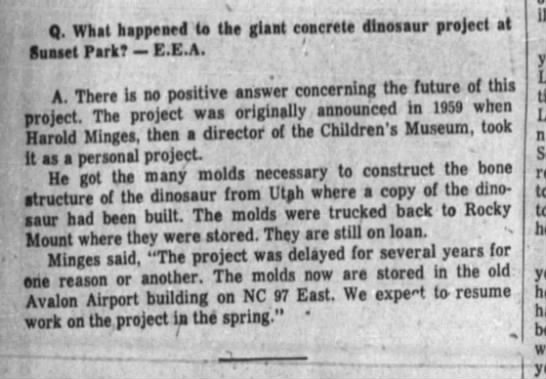 Q. What happened to the giant concrete dinosaur project at
Sunset Park? — E.E.A.
A. There is no positive answer concerning the future of this
project. The project was originally announced in 1959 when
Harold Minges, then a director of the Children's Museum, took
it as a personal project.
He got the many molds necessary to construct the bone
structure of the dinosaur from Utah where a copy of the dino-
saur had been built. The molds were trucked back to Rocky
Mount where they were stored. They are still on loan.
Minges said, "The project was delayed for several years for
one reason or another. The molds now are stored in the old
Avalon Airport building on NC 97 East. We expect to resume
work on the project in the spring."